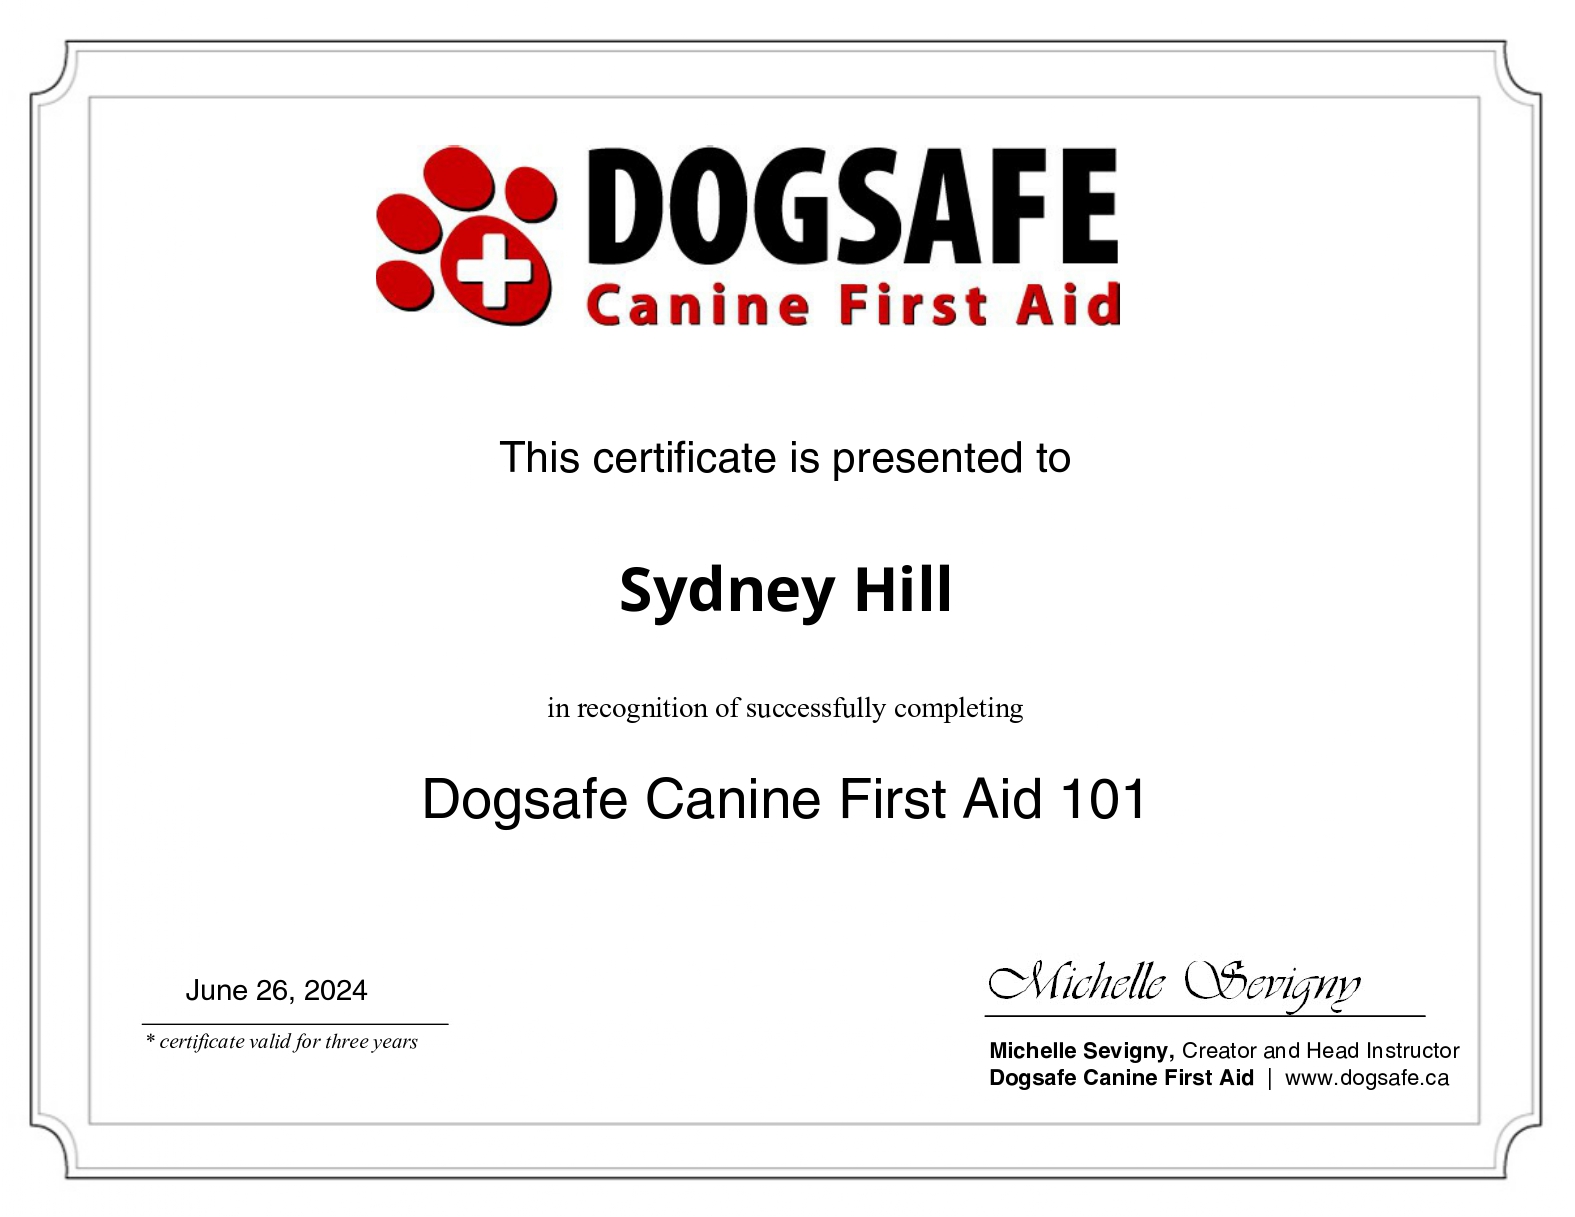 DOGSAFE
Canine First Aid
This certificate is presented to
Sydney Hill
in recognition of successfully completing
Dogsafe Canine First Aid 101
June 26, 2024
* certificate valid for three years
Michelle Sevigny
Michelle Sevigny, Creator and Head Instructor
Dogsafe Canine First Aid | www.dogsafe.ca